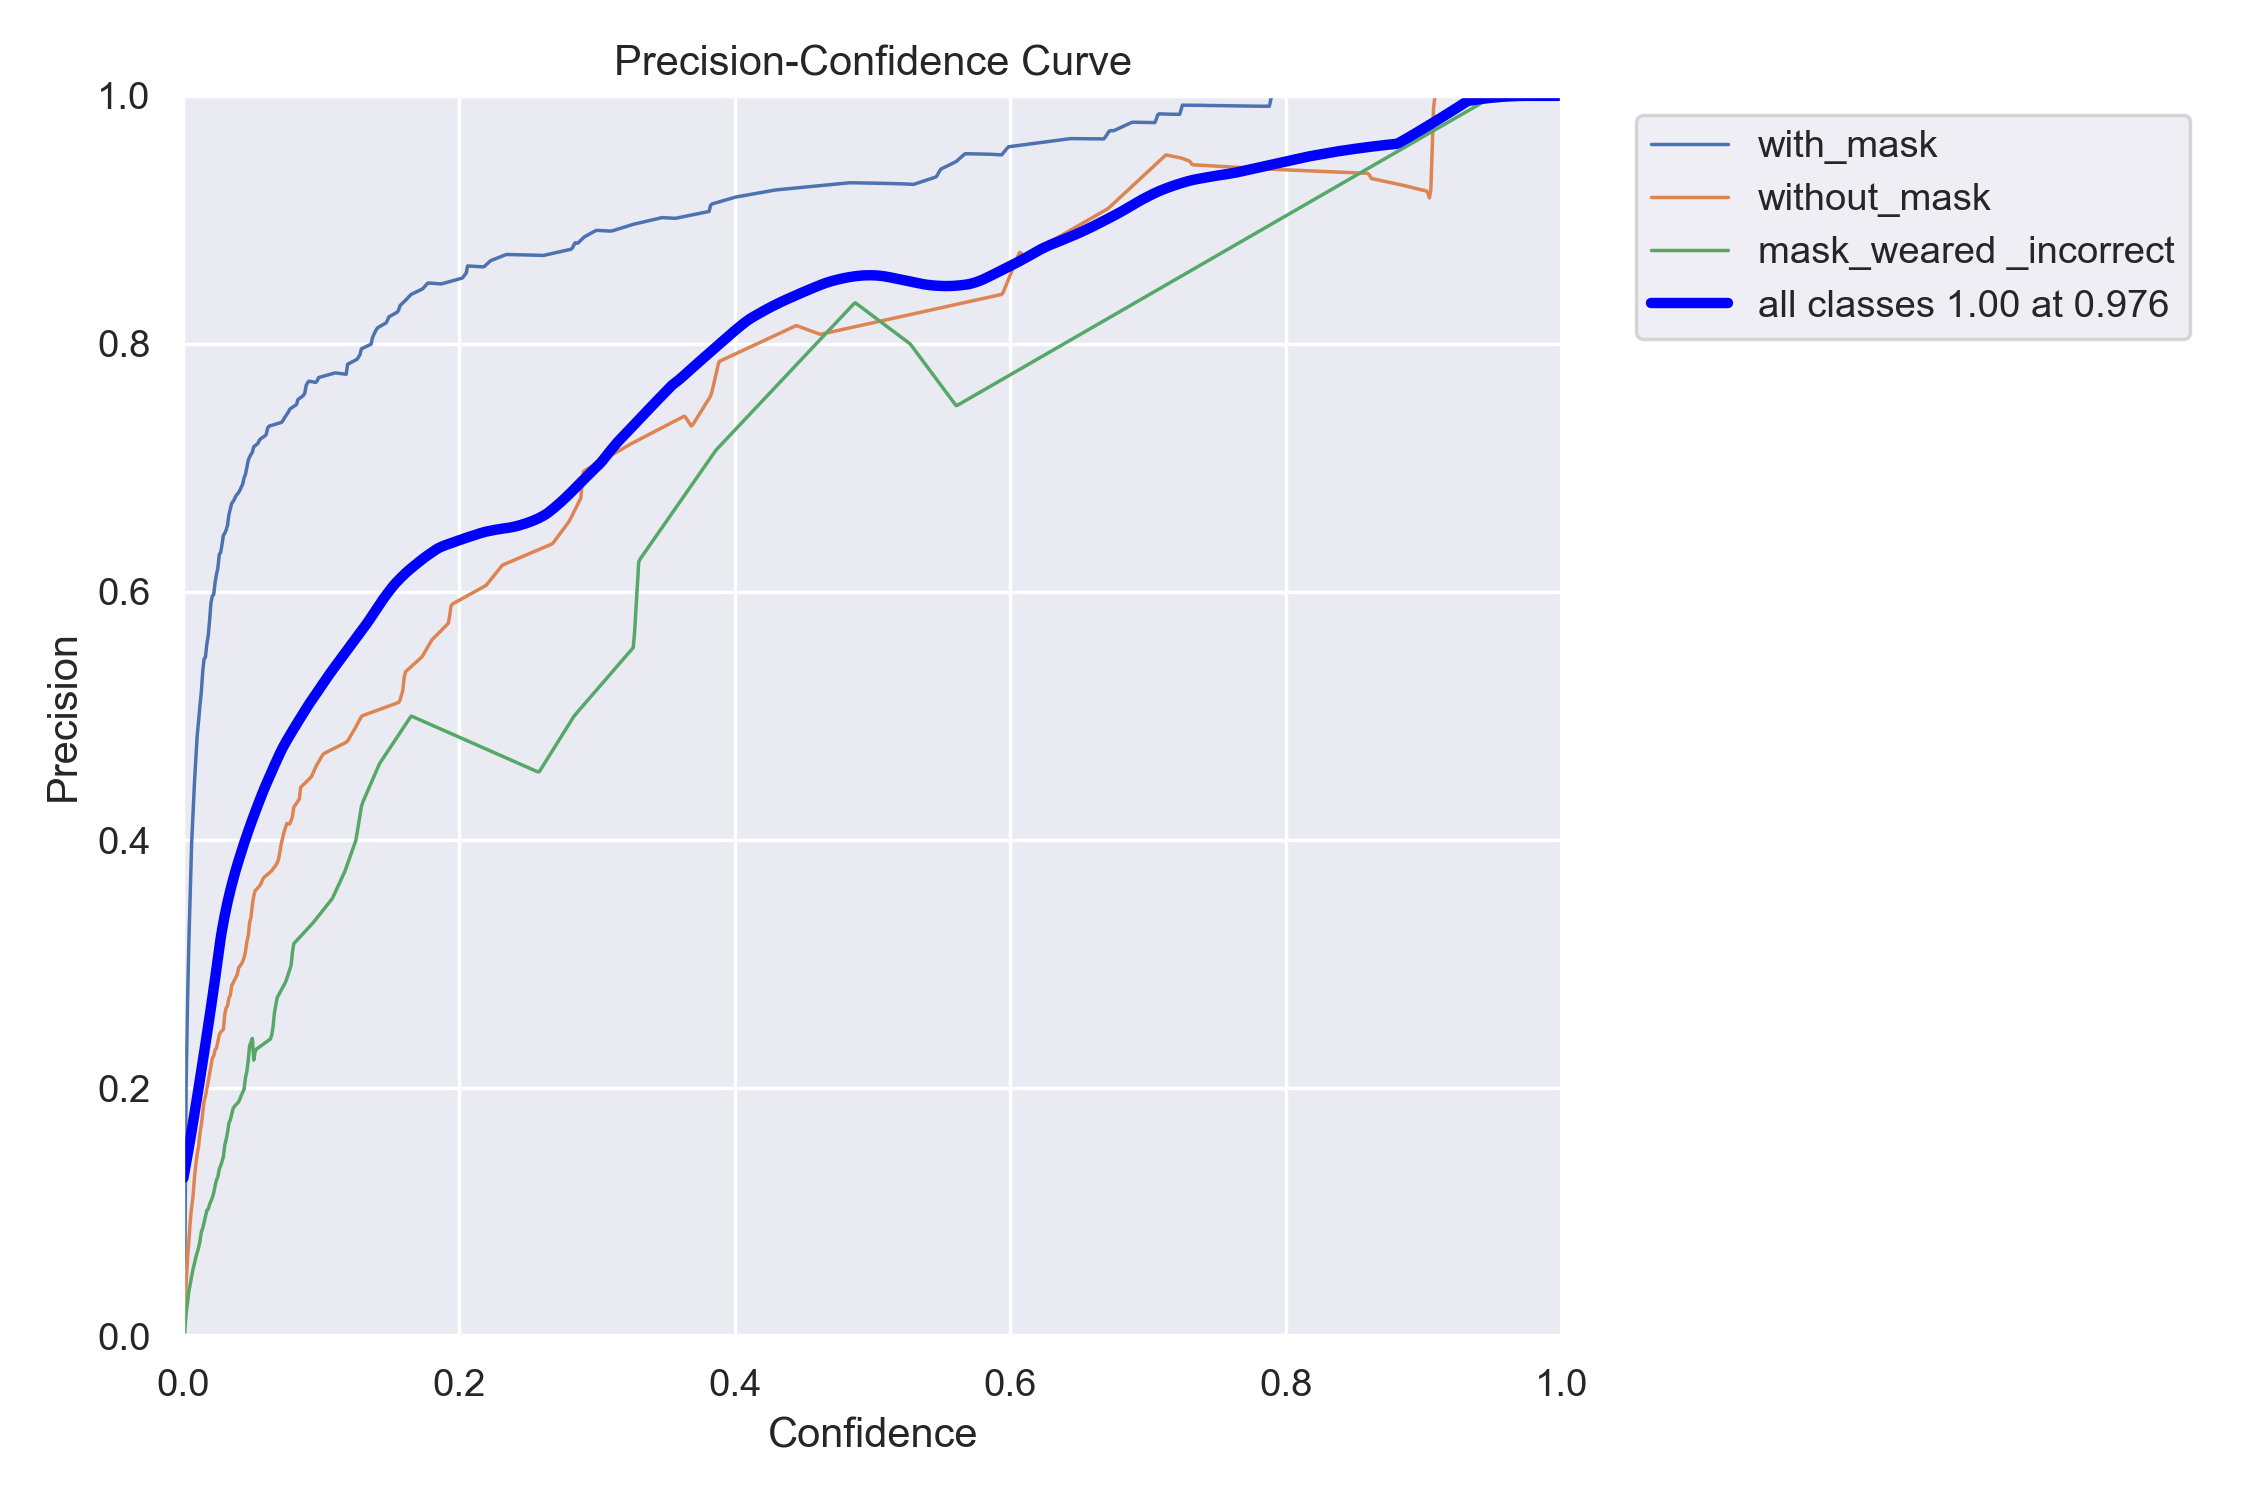 Precision-Confidence Curve
1.0
0.8
0.6
0.4
0.2
0.0
Precision
0.0 0.2 0.4 0.6 0.8 1.0
Confidence
with_mask
without_mask
mask_weared _incorrect
all classes 1.00 at 0.976